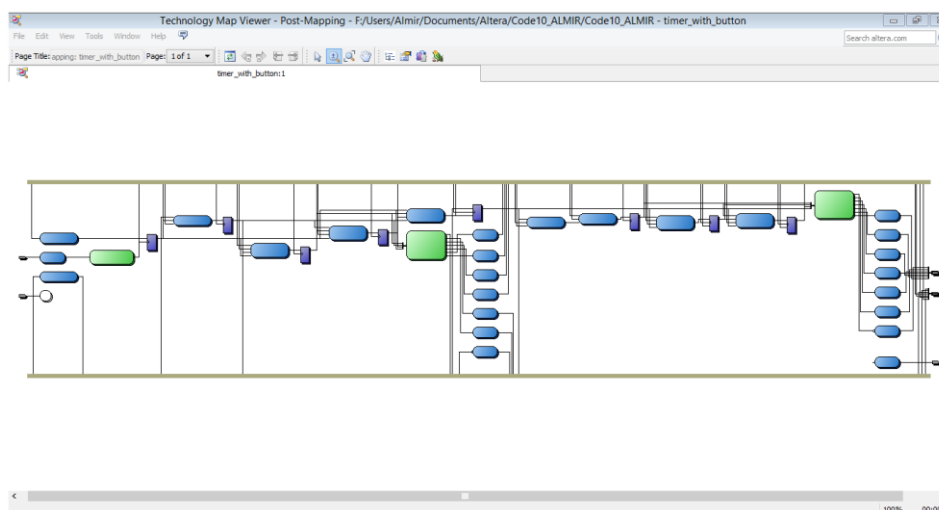 Technology Map Viewer - Post-Mapping - F:/Users/Almir/Documents/Altera/Code10_ALMIR/Code10_ALMIR - timer_with_button
File Edit View Tools Window Help
Search altera.com
Page Title: apping: timer_with_button Page: 1 of 1
timer_with_button:1
100%